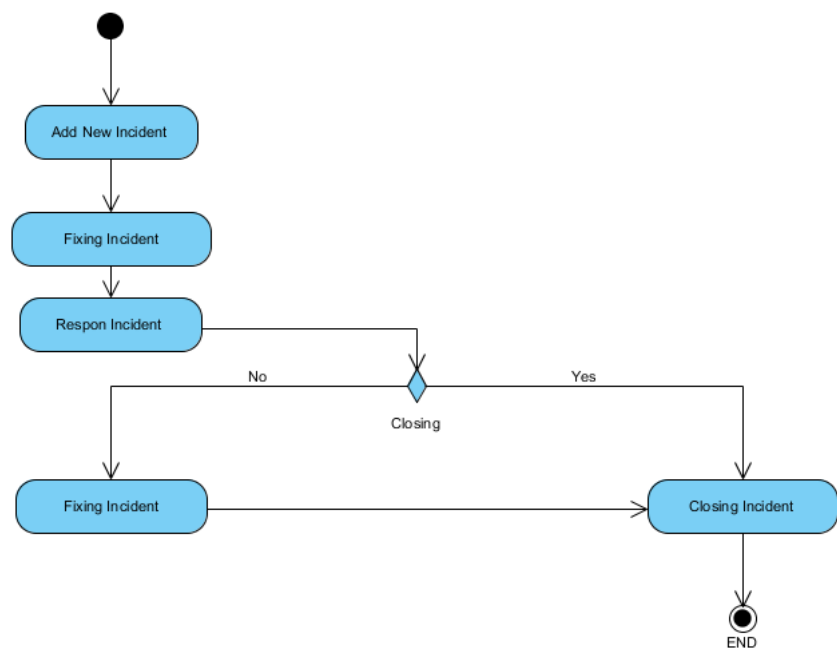 Add New Incident
Fixing Incident
Respon Incident
No
Yes
Closing
Fixing Incident
Closing Incident
END